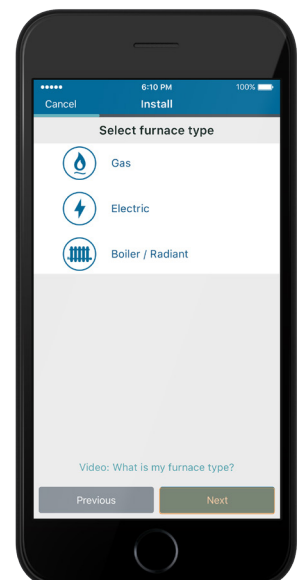 6:10 PM
100%
Cancel
Install
Select furnace type
Gas
Electric
Boiler / Radiant
Video: What is my furnace type?
Previous
Next